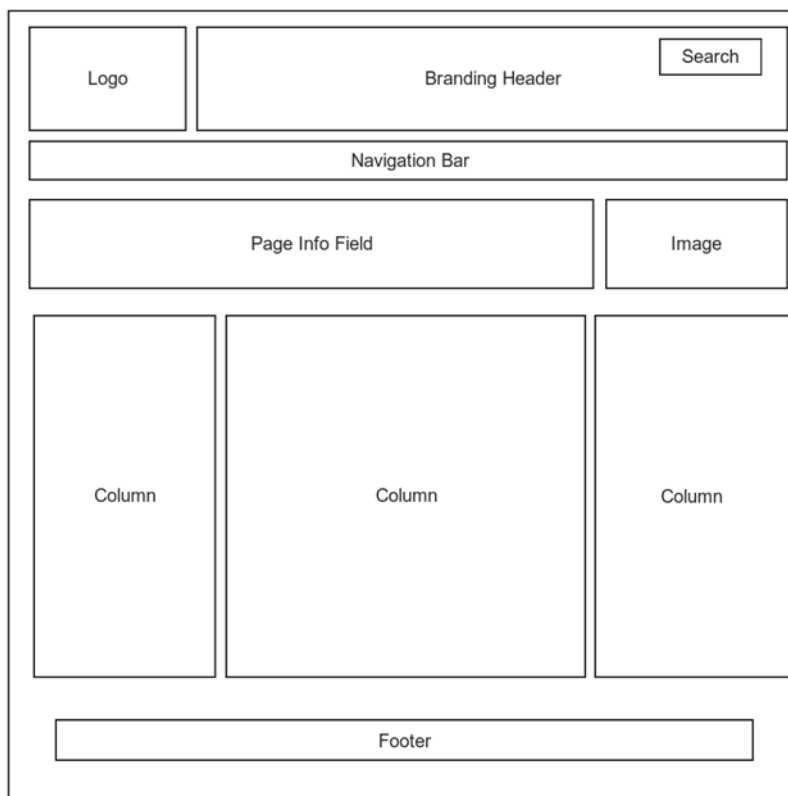 Logo
Branding Header
Search
Navigation Bar
Page Info Field
Image
Column
Column
Column
Footer